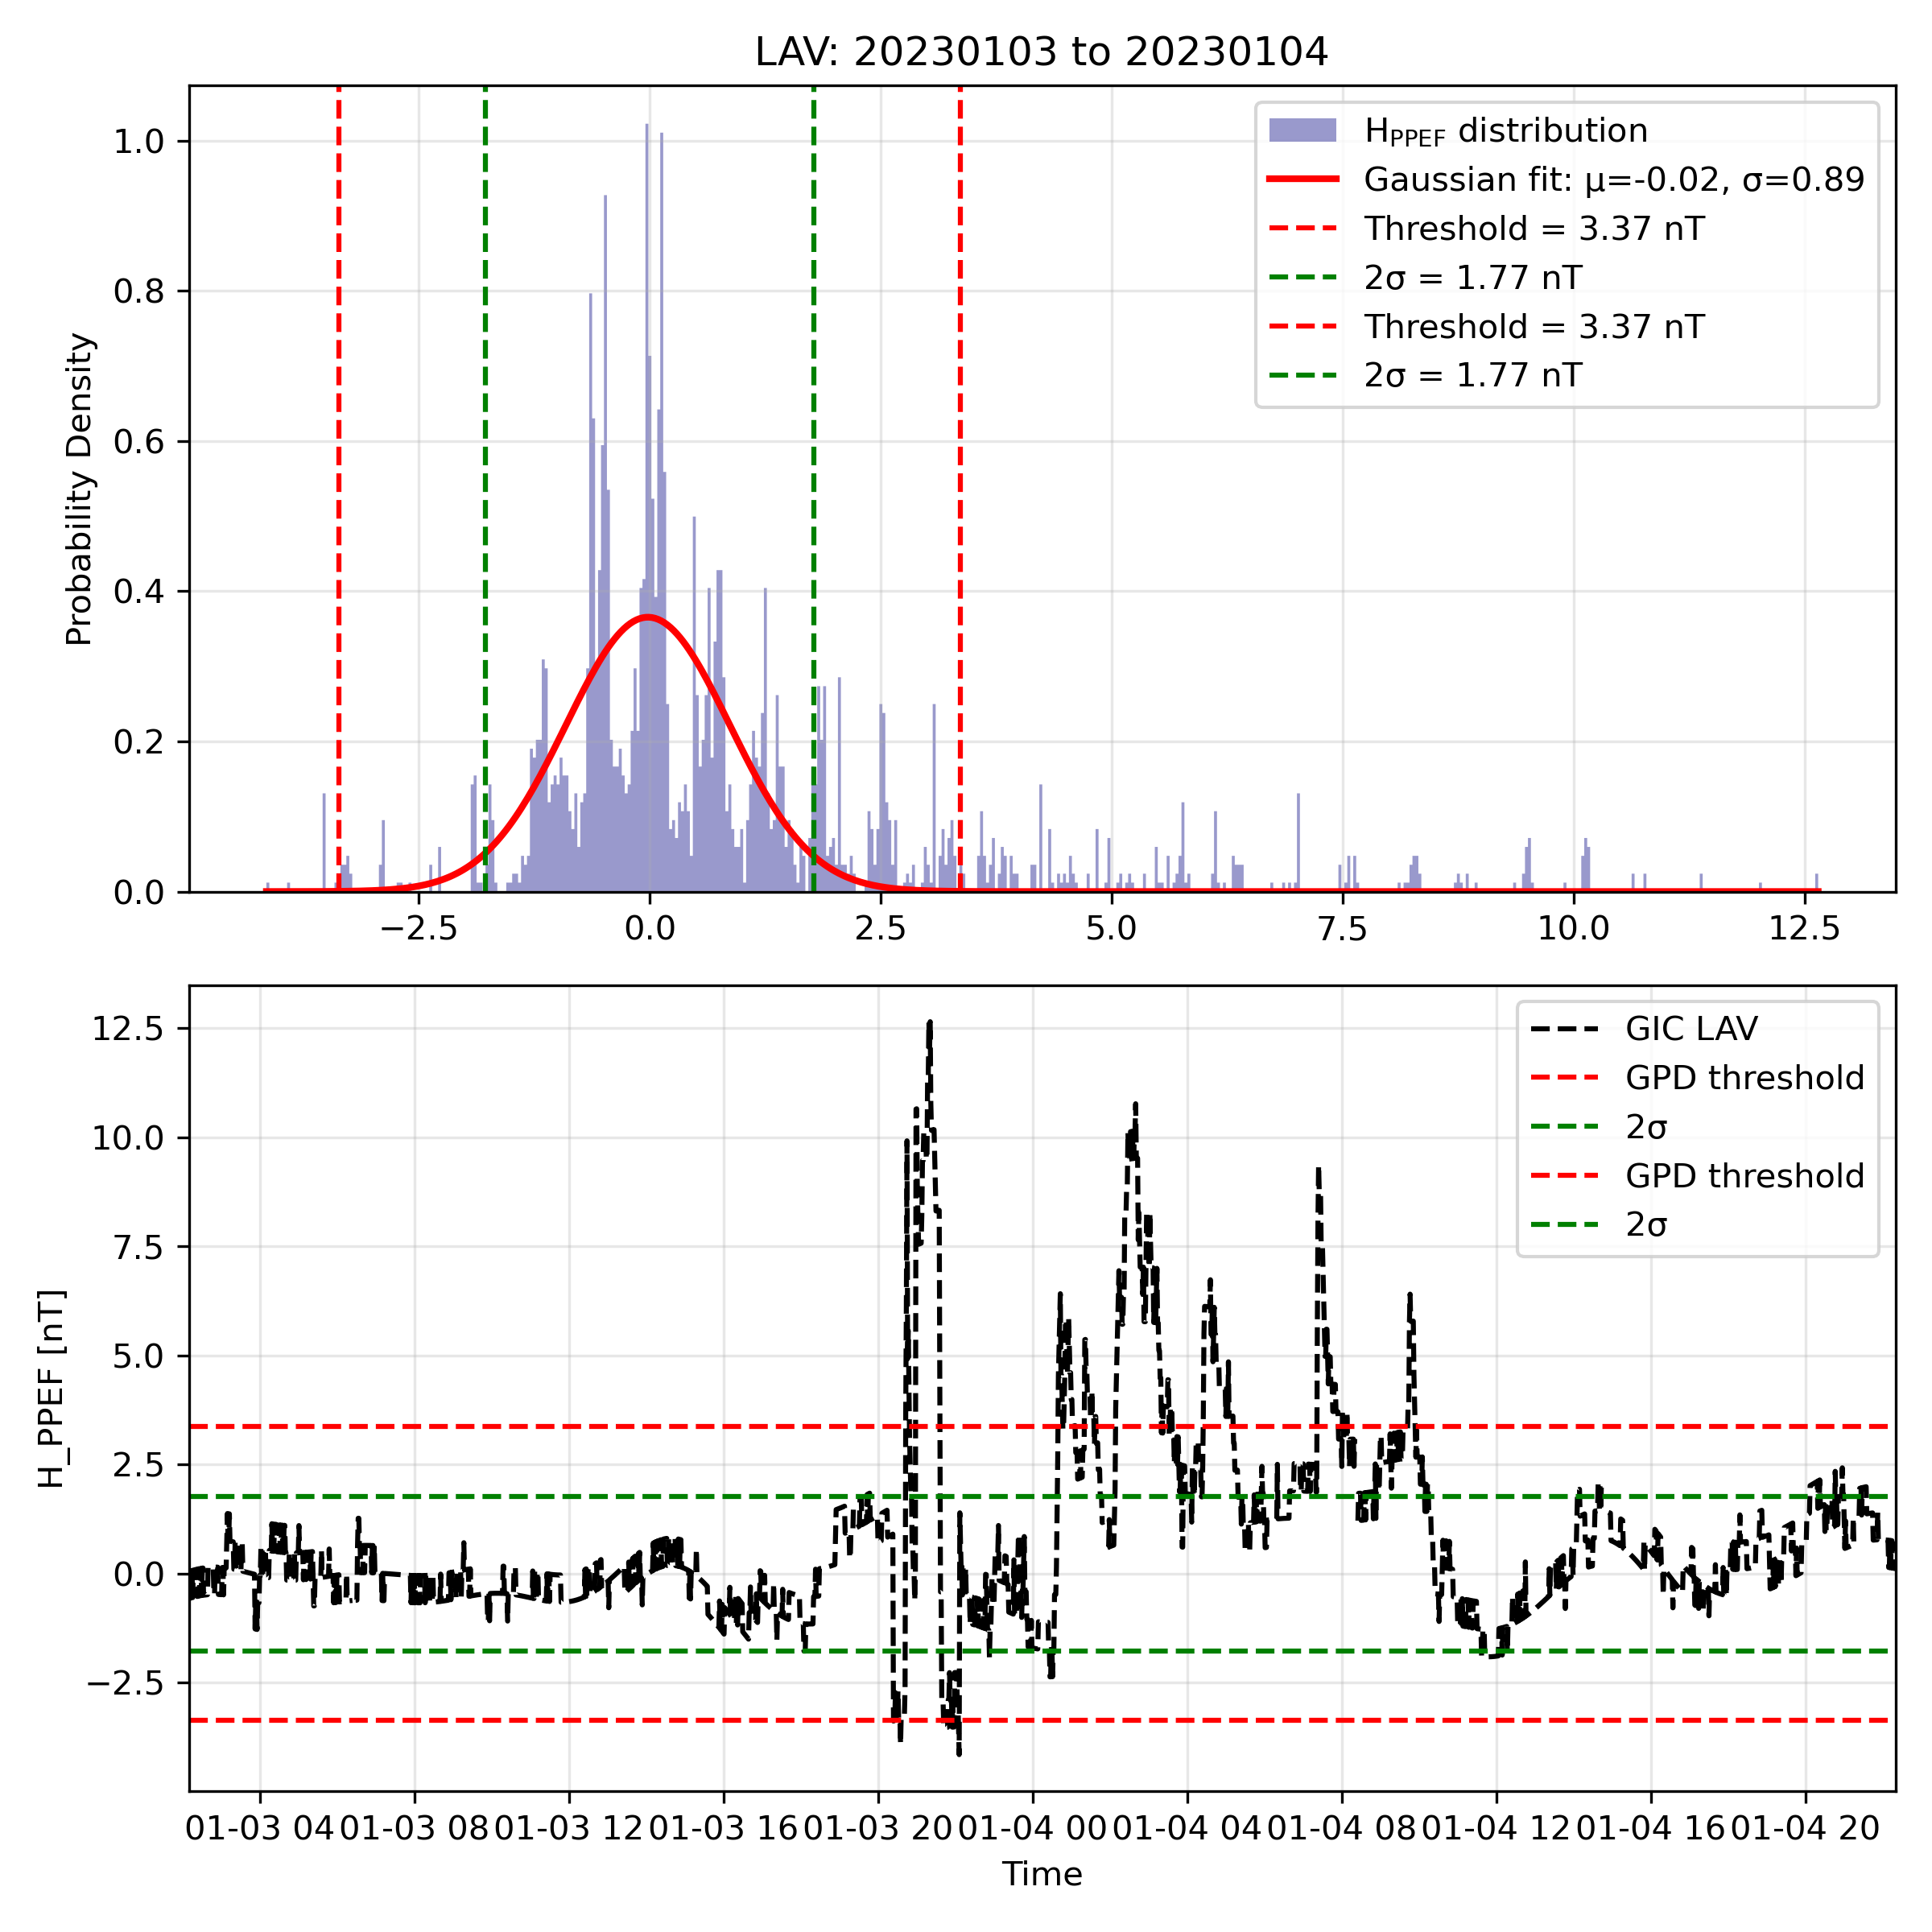 LAV: 20230103 to 20230104
Probability Density
1.0
0.8
0.6
0.4
0.2
0.0
H_PPEF distribution
Gaussian fit: μ=-0.02, σ=0.89
Threshold = 3.37 nT
2σ = 1.77 nT
Threshold = 3.37 nT
2σ = 1.77 nT
−2.5 0.0 2.5 5.0 7.5 10.0 12.5
H_PPEF [nT]
12.5
10.0
7.5
5.0
2.5
0.0
−2.5
GIC LAV
GPD threshold
2σ
GPD threshold
2σ
01-03 04 01-03 08 01-03 12 01-03 16 01-03 20 01-04 00 01-04 04 01-04 08 01-04 12 01-04 16 01-04 20
Time